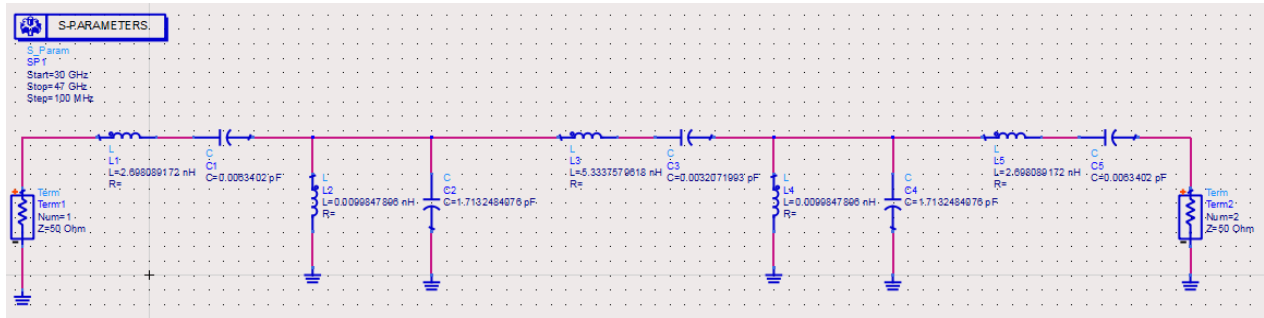 S-PARAMETERS
S_Param
SP1
Start=30 GHz
Stop=47 GHz
Step=100 MHz
L
L1
L=2.698089172 nH
R=
C
C1
C=0.0063402 pF
L
L3
L=5.3337579618 nH
R=
C
C3
C=0.0032071993 pF
L
L5
L=2.698089172 nH
R=
C
C5
C=0.0063402 pF
Term
Term1
Num=1
Z=50 Ohm
L
L2
L=0.0099847896 nH
R=
C
C2
C=1.7132484076 pF
L
L4
L=0.0099847896 nH
R=
C
C4
C=1.7132484076 pF
Term
Term2
Num=2
Z=50 Ohm